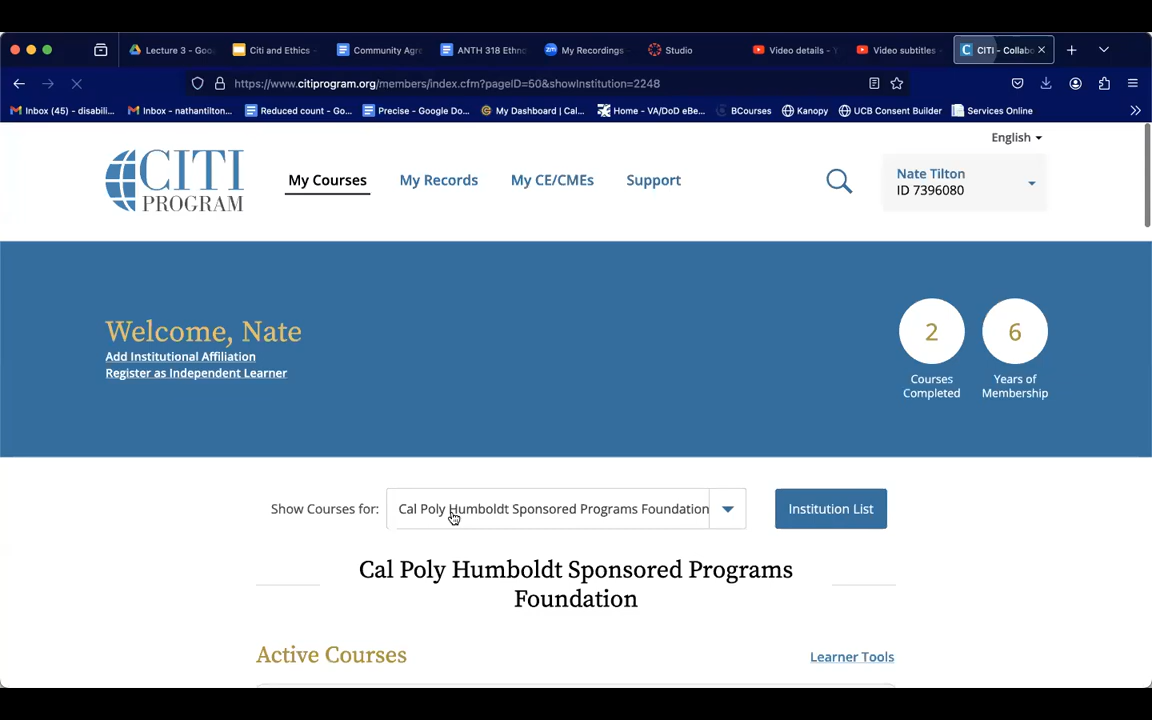 Lecture 3 - Goo
Citi and Ethics
Community Agre
ANTH 318 Ethno
My Recordings
Studio
Video details - Y
Video subtitles -
CITI - Collabo
https://www.citiprogram.org/members/index.cfm?pageID=50&showInstitution=2248
Inbox (45) - disabili...
Inbox - nathantilton...
Reduced count - Go...
Precise - Google Do...
My Dashboard | Cal...
Home - VA/DoD eBe...
BCourses
Kanopy
UCB Consent Builder
Services Online
English
CITI
PROGRAM
My Courses
My Records
My CE/CMEs
Support
Nate Tilton
ID 7396080
Welcome, Nate
Add Institutional Affiliation
Register as Independent Learner
2
Courses
Completed
6
Years of
Membership
Show Courses for:
Cal Poly Humboldt Sponsored Programs Foundation
Institution List
Cal Poly Humboldt Sponsored Programs
Foundation
Active Courses
Learner Tools